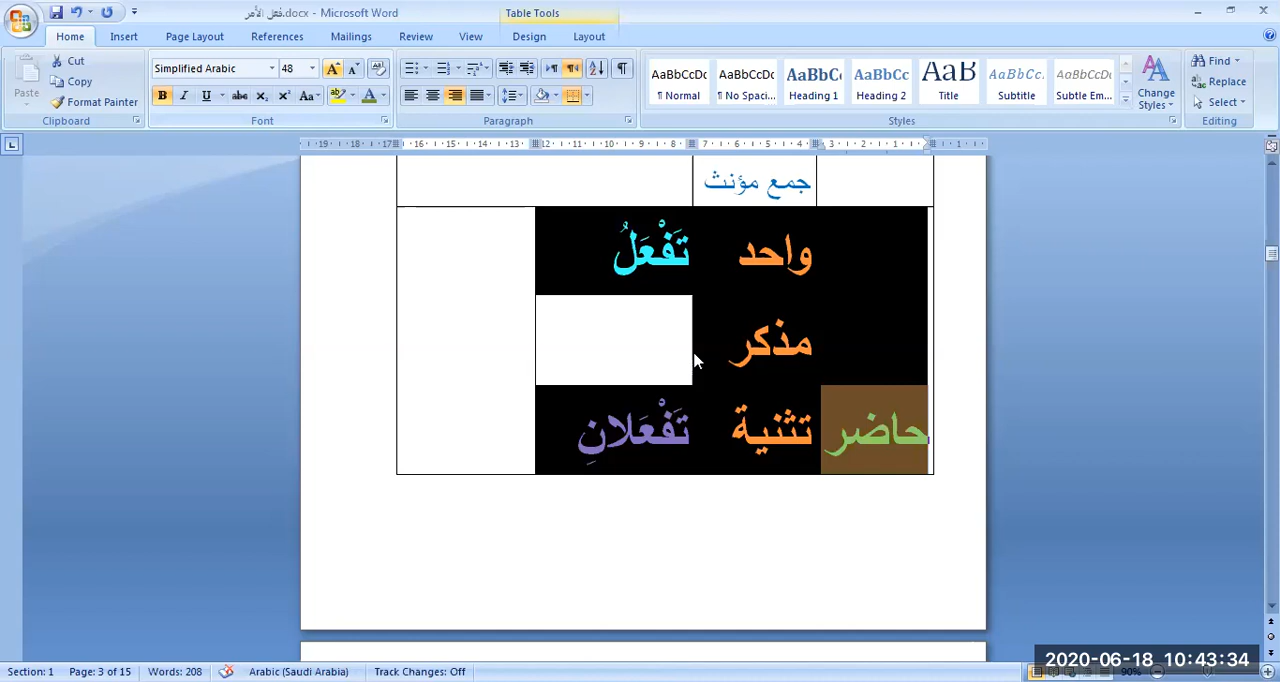 فعل الأمر.docx - Microsoft Word
Table Tools
Home Insert Page Layout References Mailings Review View Design Layout
Paste
Cut
Copy
Format Painter
Clipboard
Simplified Arabic 48
Font
Paragraph
AaBbCcDc AaBbCcDc AaBbC AaBbCc AaB AaBbCc. AaBbCcDc
¶ Normal ¶ No Spaci... Heading 1 Heading 2 Title Subtitle Subtle Em...
Change Styles
Styles
Find
Replace
Select
Editing
جمع مؤنث
واحد تَفْعَلُ
مذكر
حاضر تثنية تَفْعَلانِ
Section: 1 Page: 3 of 15 Words: 208 Arabic (Saudi Arabia) Track Changes: Off 90%
2020-06-18 10:43:34